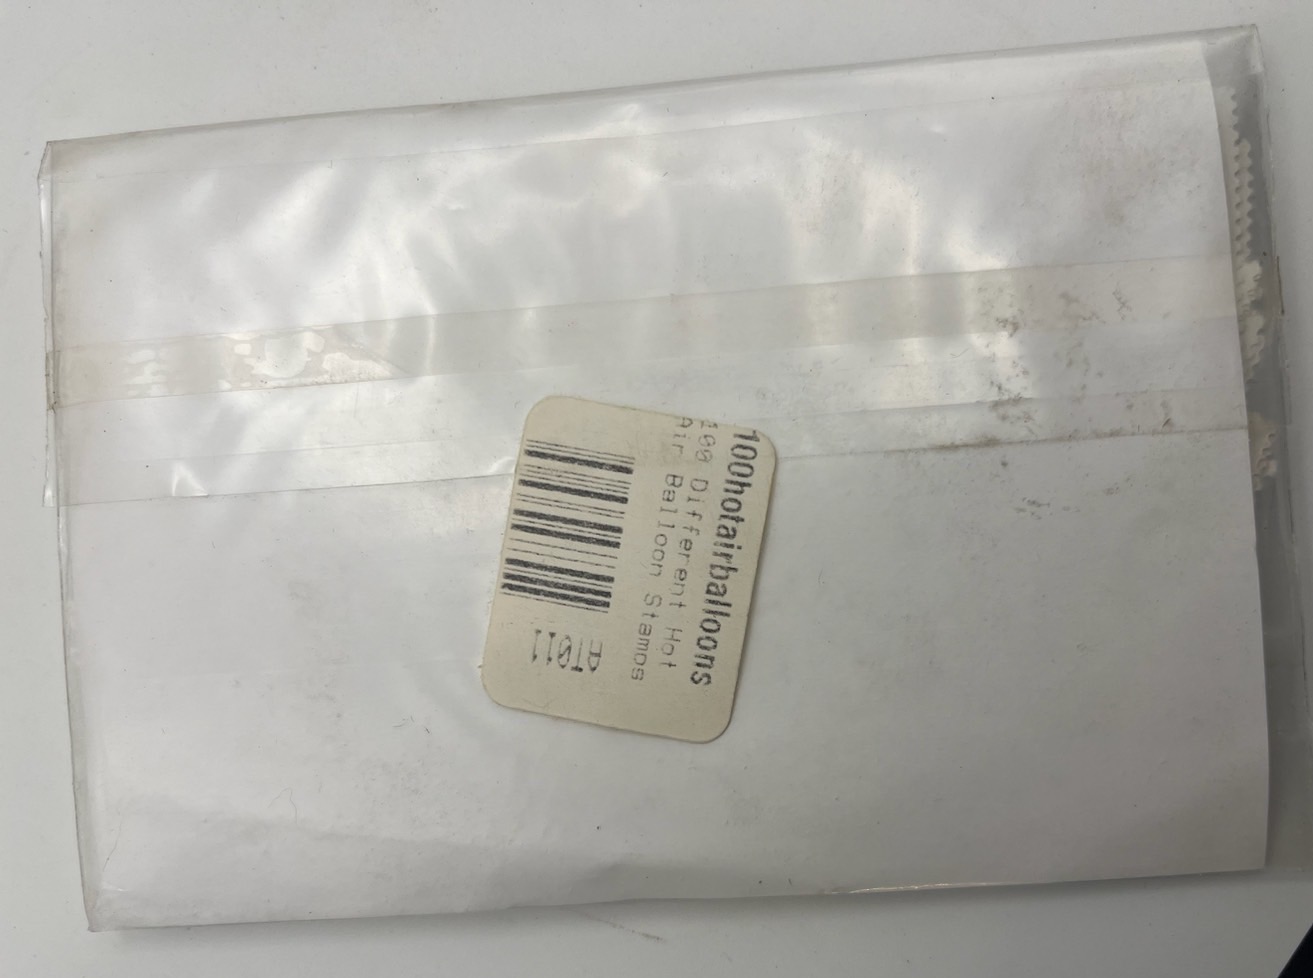 100hotairballoons
100 Different Hot
Air Balloon Stamps
AT011